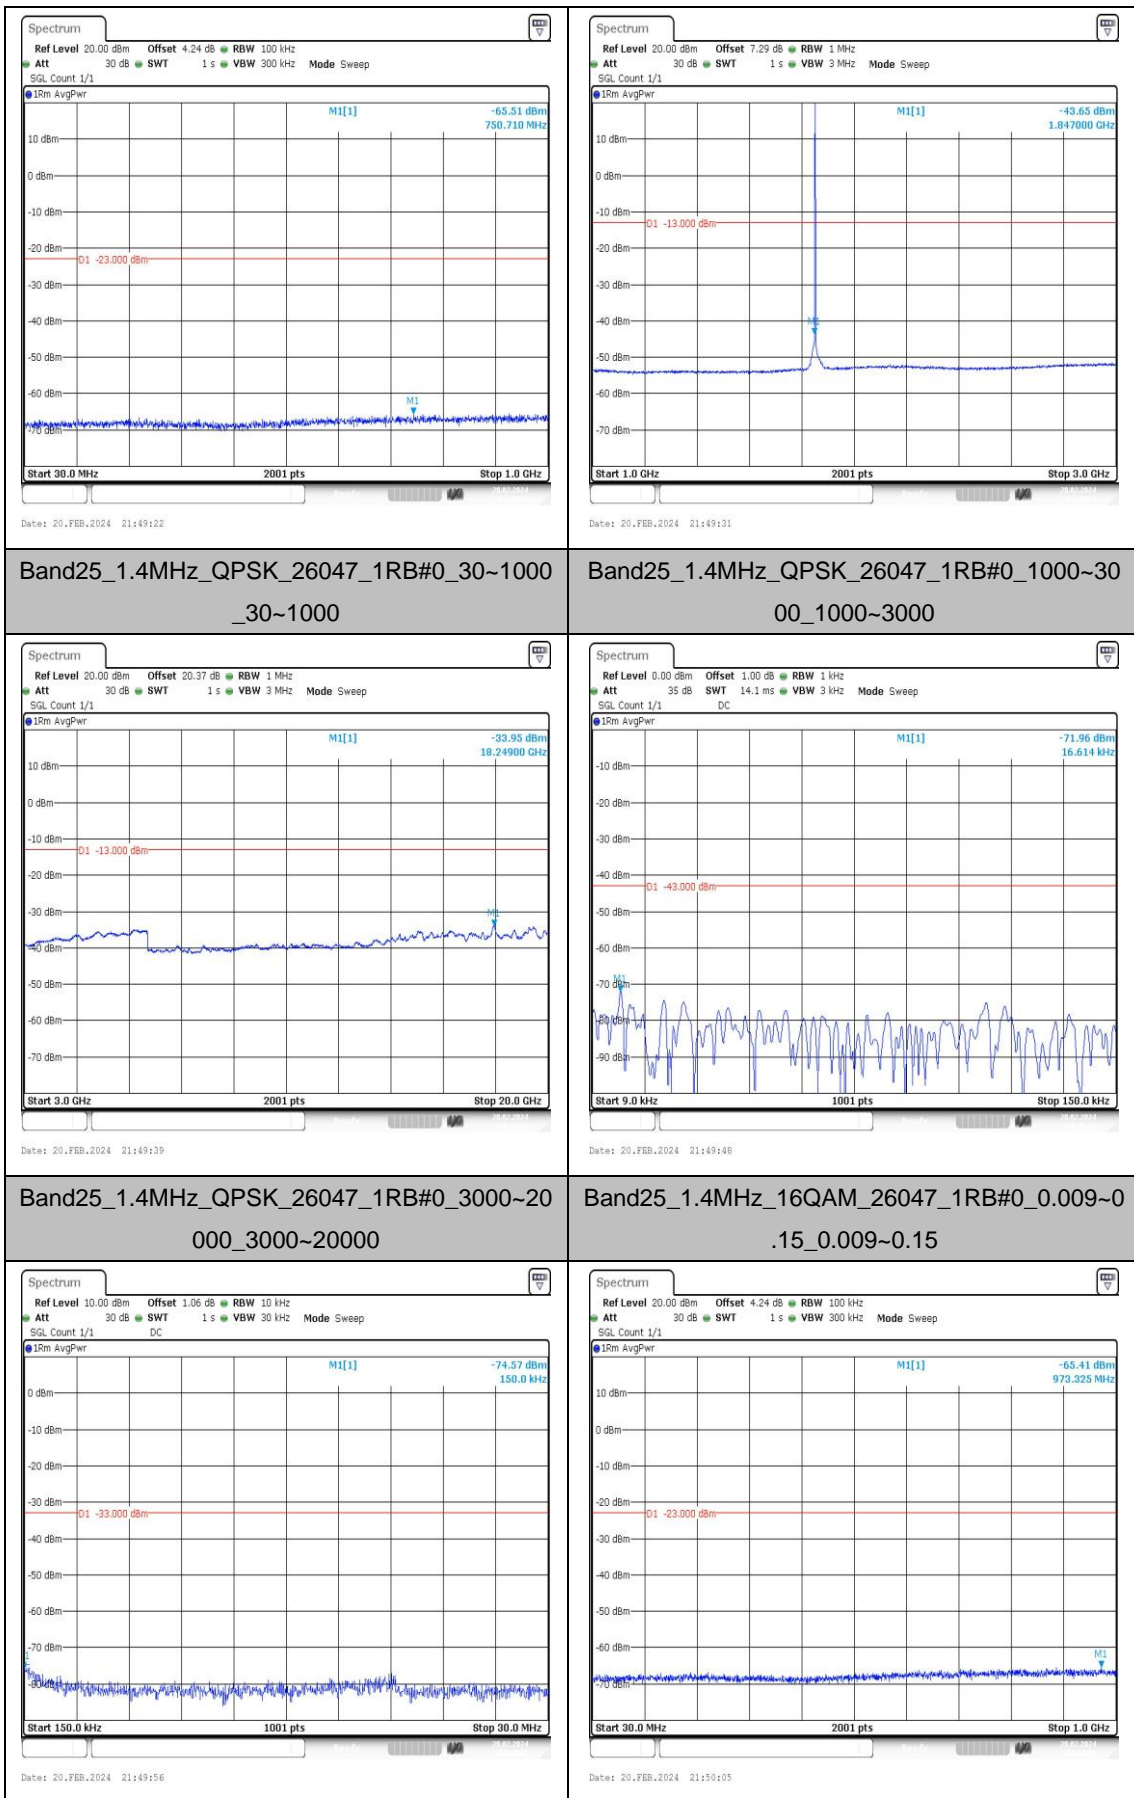 Spectrum
Ref Level 20.00 dBm Offset 4.24 dB RBW 100 kHz
Att 30 dB SWT 1 s VBW 300 kHz Mode Sweep
SGL Count 1/1
1Rm AvgPwr
M1[1] -65.51 dBm
750.710 MHz
10 dBm
0 dBm
-10 dBm
-20 dBm
D1 -23.000 dBm
-30 dBm
-40 dBm
-50 dBm
-60 dBm
M1
-70 dBm
Start 30.0 MHz 2001 pts Stop 1.0 GHz
Date: 20.FEB.2024 21:49:22
Spectrum
Ref Level 20.00 dBm Offset 7.29 dB RBW 1 MHz
Att 30 dB SWT 1 s VBW 3 MHz Mode Sweep
SGL Count 1/1
1Rm AvgPwr
M1[1] -43.65 dBm
1.847000 GHz
10 dBm
0 dBm
-10 dBm
D1 -13.000 dBm
-20 dBm
-30 dBm
-40 dBm
M1
-50 dBm
-60 dBm
-70 dBm
Start 1.0 GHz 2001 pts Stop 3.0 GHz
Date: 20.FEB.2024 21:49:31
Band25_1.4MHz_QPSK_26047_1RB#0_30~1000
_30~1000
Band25_1.4MHz_QPSK_26047_1RB#0_1000~30
00_1000~3000
Spectrum
Ref Level 20.00 dBm Offset 20.37 dB RBW 1 MHz
Att 30 dB SWT 1 s VBW 3 MHz Mode Sweep
SGL Count 1/1
1Rm AvgPwr
M1[1] -33.95 dBm
18.24900 GHz
10 dBm
0 dBm
-10 dBm
D1 -13.000 dBm
-20 dBm
-30 dBm
M1
-40 dBm
-50 dBm
-60 dBm
-70 dBm
Start 3.0 GHz 2001 pts Stop 20.0 GHz
Date: 20.FEB.2024 21:49:39
Spectrum
Ref Level 0.00 dBm Offset 1.00 dB RBW 1 kHz
Att 35 dB SWT 14.1 ms VBW 3 kHz Mode Sweep
SGL Count 1/1 DC
1Rm AvgPwr
M1[1] -71.96 dBm
16.614 kHz
-10 dBm
-20 dBm
-30 dBm
-40 dBm
D1 -43.000 dBm
-50 dBm
-60 dBm
M1
-70 dBm
-80 dBm
-90 dBm
Start 9.0 kHz 1001 pts Stop 150.0 kHz
Date: 20.FEB.2024 21:49:48
Band25_1.4MHz_QPSK_26047_1RB#0_3000~20
000_3000~20000
Band25_1.4MHz_16QAM_26047_1RB#0_0.009~0
.15_0.009~0.15
Spectrum
Ref Level 10.00 dBm Offset 1.06 dB RBW 10 kHz
Att 30 dB SWT 1 s VBW 30 kHz Mode Sweep
SGL Count 1/1 DC
1Rm AvgPwr
M1[1] -74.57 dBm
150.0 kHz
0 dBm
-10 dBm
-20 dBm
-30 dBm
D1 -33.000 dBm
-40 dBm
-50 dBm
-60 dBm
-70 dBm
-80 dBm
Start 150.0 kHz 1001 pts Stop 30.0 MHz
Date: 20.FEB.2024 21:49:56
Spectrum
Ref Level 20.00 dBm Offset 4.24 dB RBW 100 kHz
Att 30 dB SWT 1 s VBW 300 kHz Mode Sweep
SGL Count 1/1
1Rm AvgPwr
M1[1] -65.41 dBm
973.325 MHz
10 dBm
0 dBm
-10 dBm
-20 dBm
D1 -23.000 dBm
-30 dBm
-40 dBm
-50 dBm
-60 dBm
M1
-70 dBm
Start 30.0 MHz 2001 pts Stop 1.0 GHz
Date: 20.FEB.2024 21:50:05